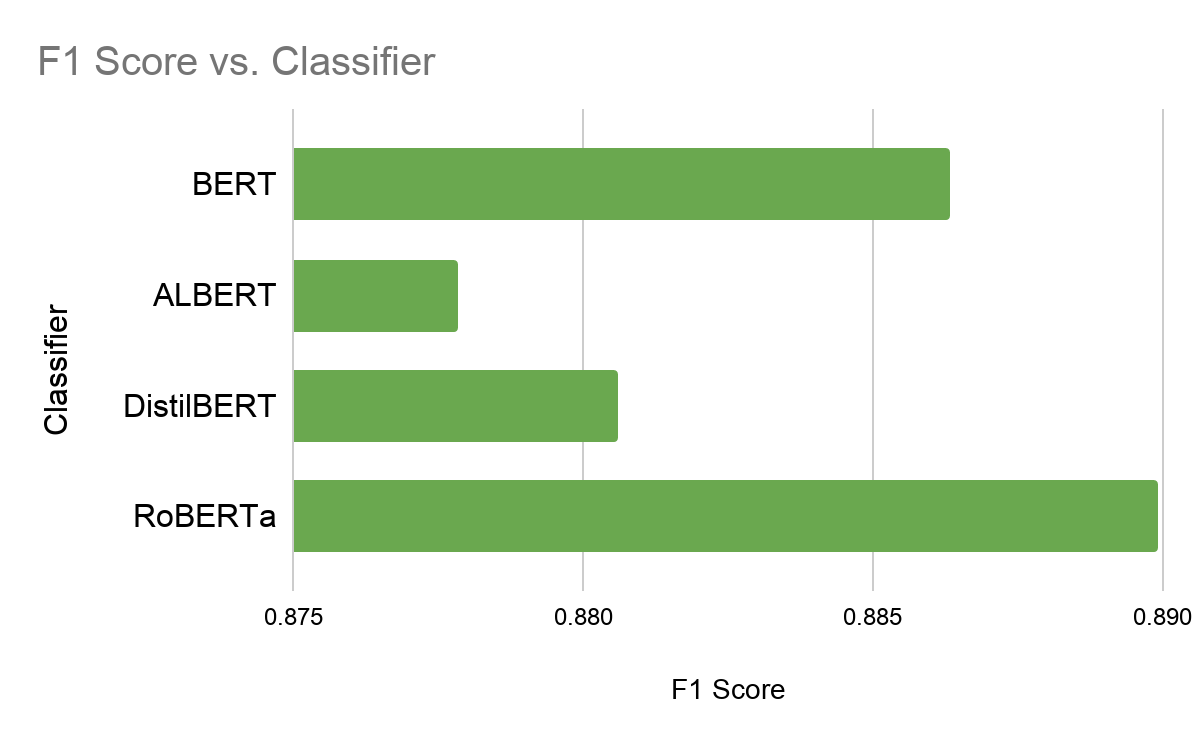 F1 Score vs. Classifier
Classifier
BERT
ALBERT
DistilBERT
RoBERTa
0.875 0.880 0.885 0.890
F1 Score